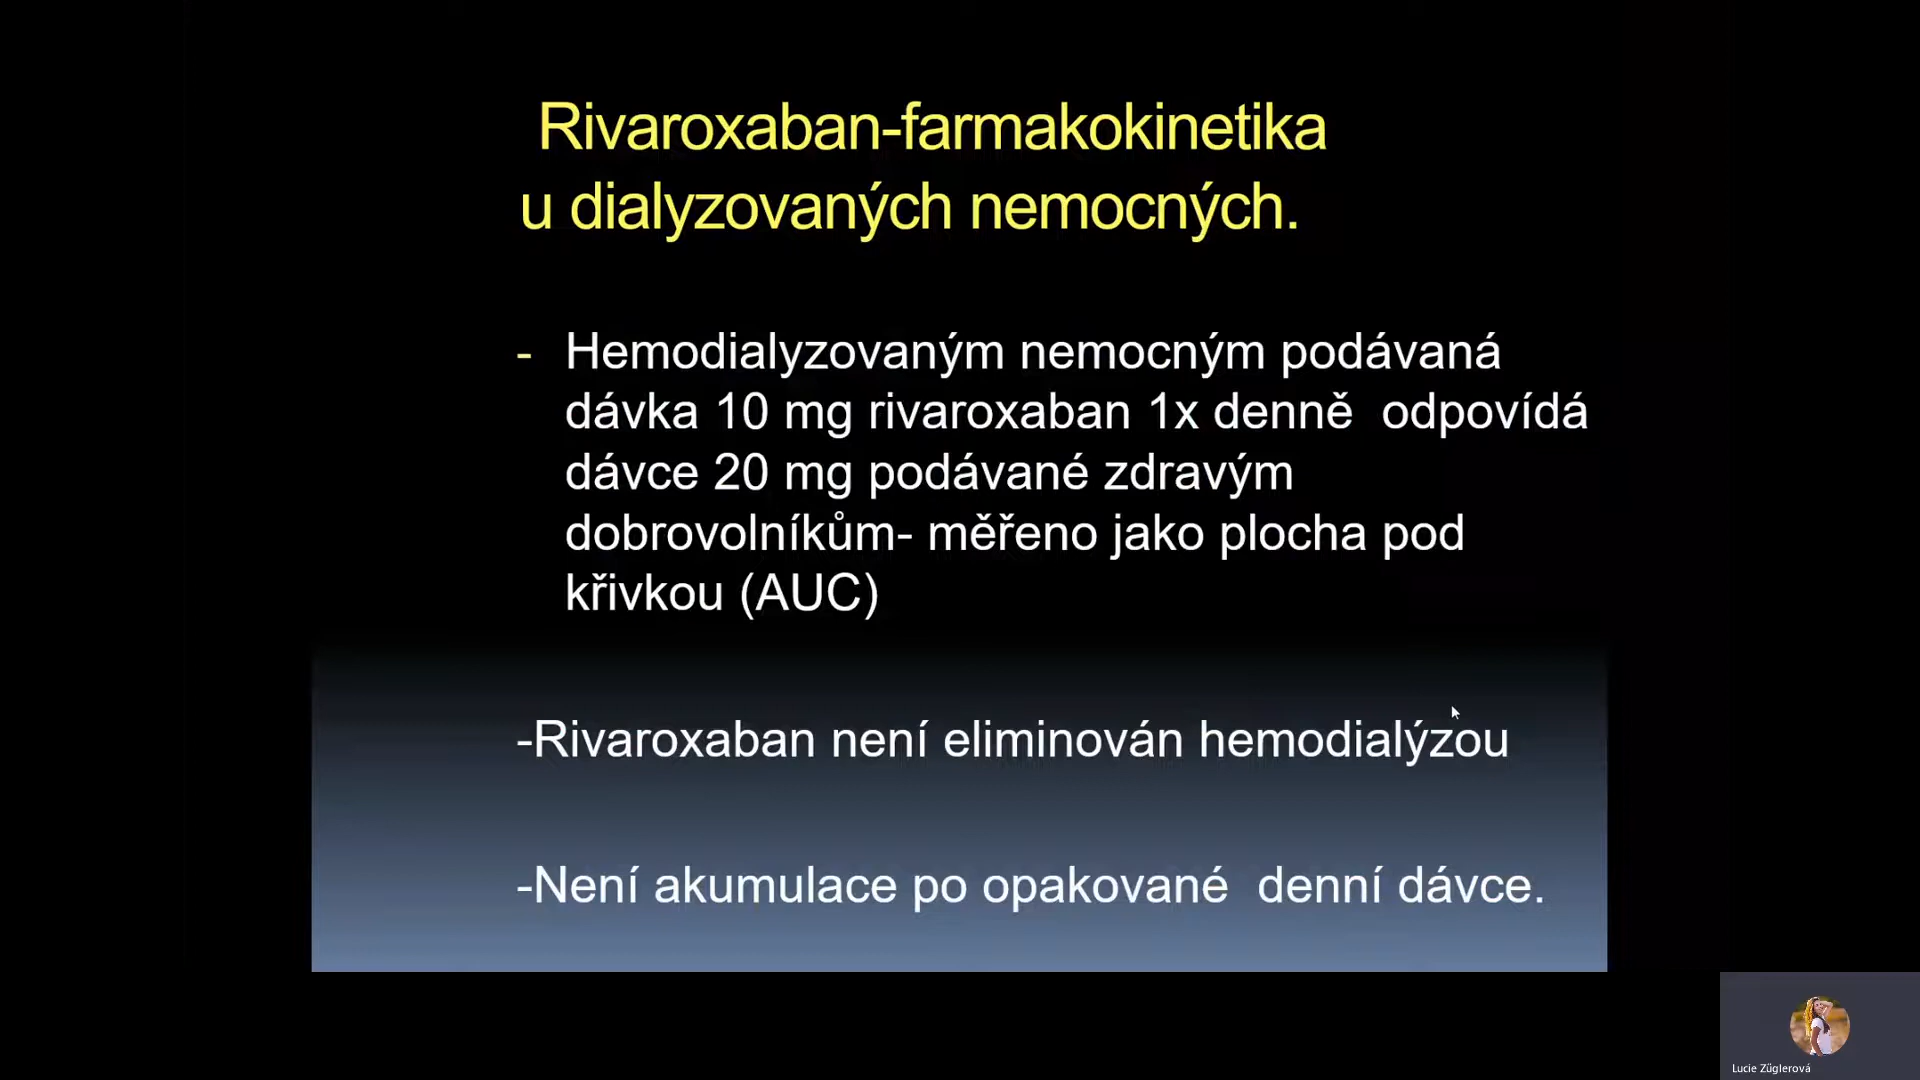 Rivaroxaban-farmakokinetika
u dialyzovaných nemocných.
- Hemodialyzovaným nemocným podávaná
dávka 10 mg rivaroxaban 1x denně odpovídá
dávce 20 mg podávané zdravým
dobrovolníkům- měřeno jako plocha pod
křivkou (AUC)
-Rivaroxaban není eliminován hemodialýzou
-Není akumulace po opakované denní dávce.
Lucie Zűglerová